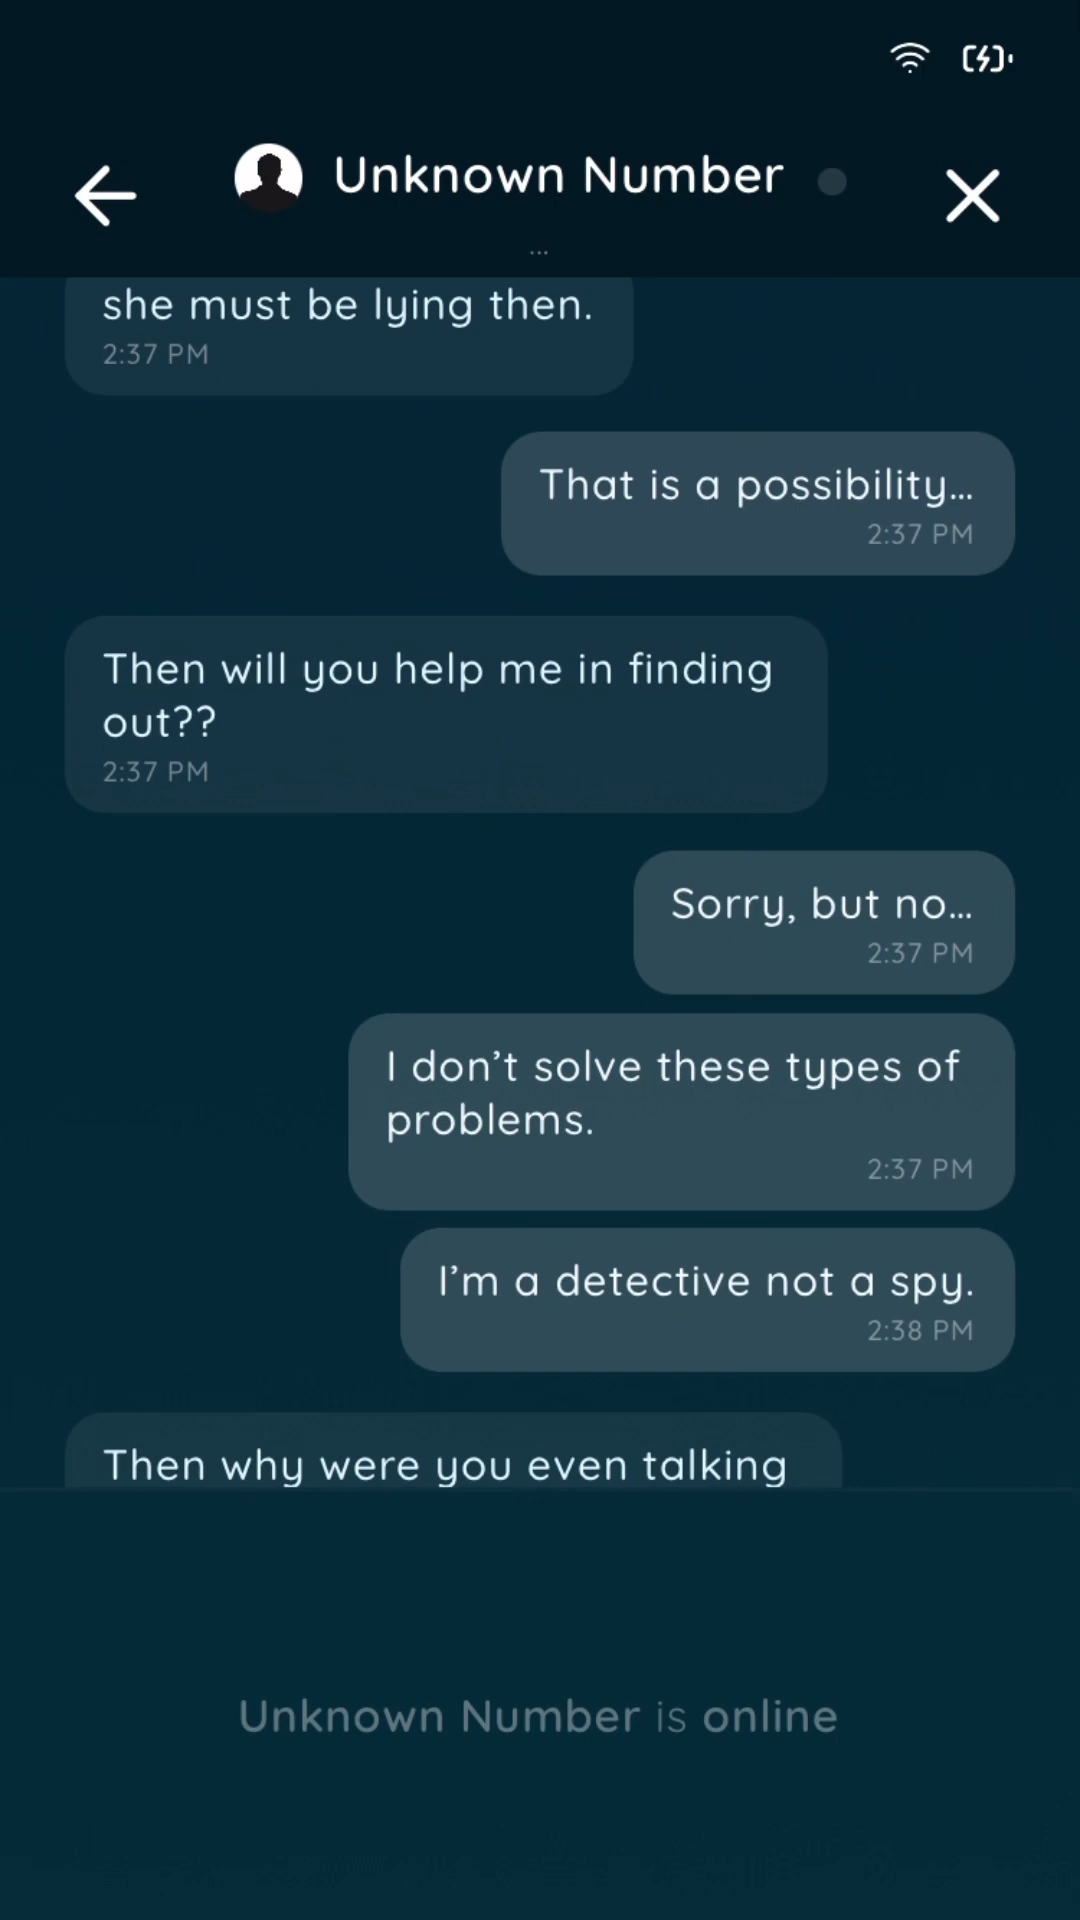 Unknown Number
...
she must be lying then.
2:37 PM
That is a possibility...
2:37 PM
Then will you help me in finding
out??
2:37 PM
Sorry, but no...
2:37 PM
I don’t solve these types of
problems.
2:37 PM
I’m a detective not a spy.
2:38 PM
Then why were you even talking
Unknown Number is online